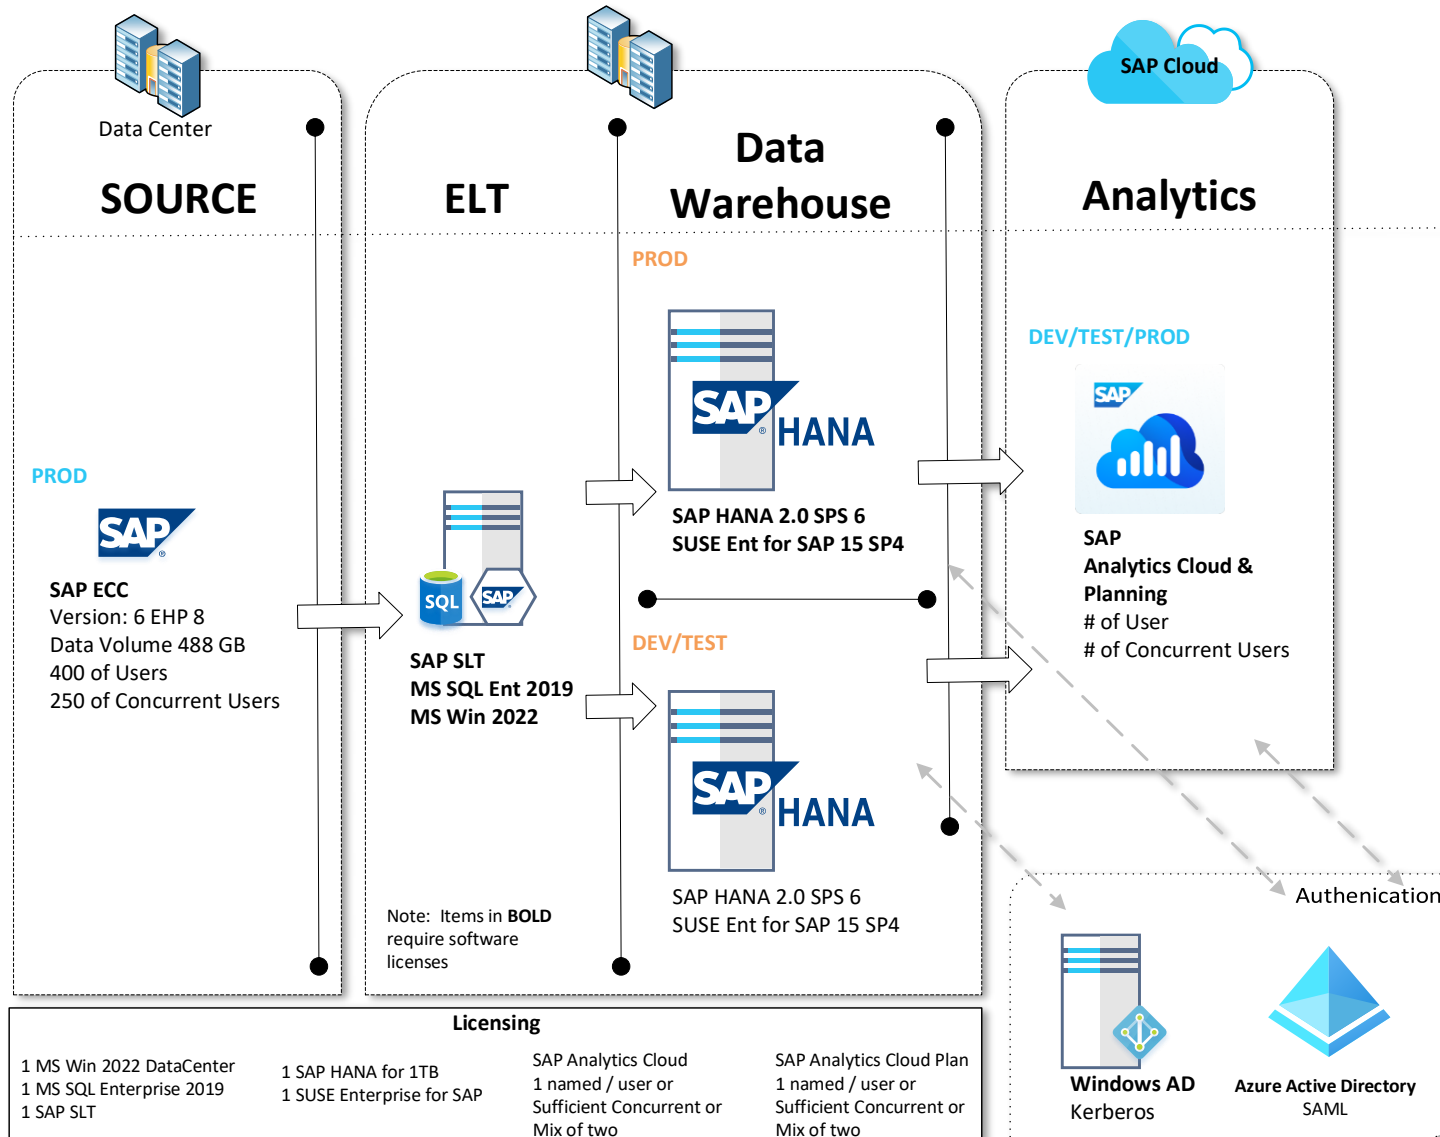 Data Center
SAP Cloud
SOURCE
ELT
Data
Warehouse
Analytics
PROD
SAP
®
SAP ECC
Version: 6 EHP 8
Data Volume 488 GB
400 of Users
250 of Concurrent Users
SQL
SAP
SAP SLT
MS SQL Ent 2019
MS Win 2022
Note: Items in BOLD
require software
licenses
PROD
SAP
®
HANA
SAP HANA 2.0 SPS 6
SUSE Ent for SAP 15 SP4
DEV/TEST
SAP
®
HANA
SAP HANA 2.0 SPS 6
SUSE Ent for SAP 15 SP4
DEV/TEST/PROD
SAP
SAP
Analytics Cloud &
Planning
# of User
# of Concurrent Users
Authenication
Windows AD
Kerberos
Azure Active Directory
SAML
Licensing
1 MS Win 2022 DataCenter
1 MS SQL Enterprise 2019
1 SAP SLT
1 SAP HANA for 1TB
1 SUSE Enterprise for SAP
SAP Analytics Cloud
1 named / user or
Sufficient Concurrent or
Mix of two
SAP Analytics Cloud Plan
1 named / user or
Sufficient Concurrent or
Mix of two